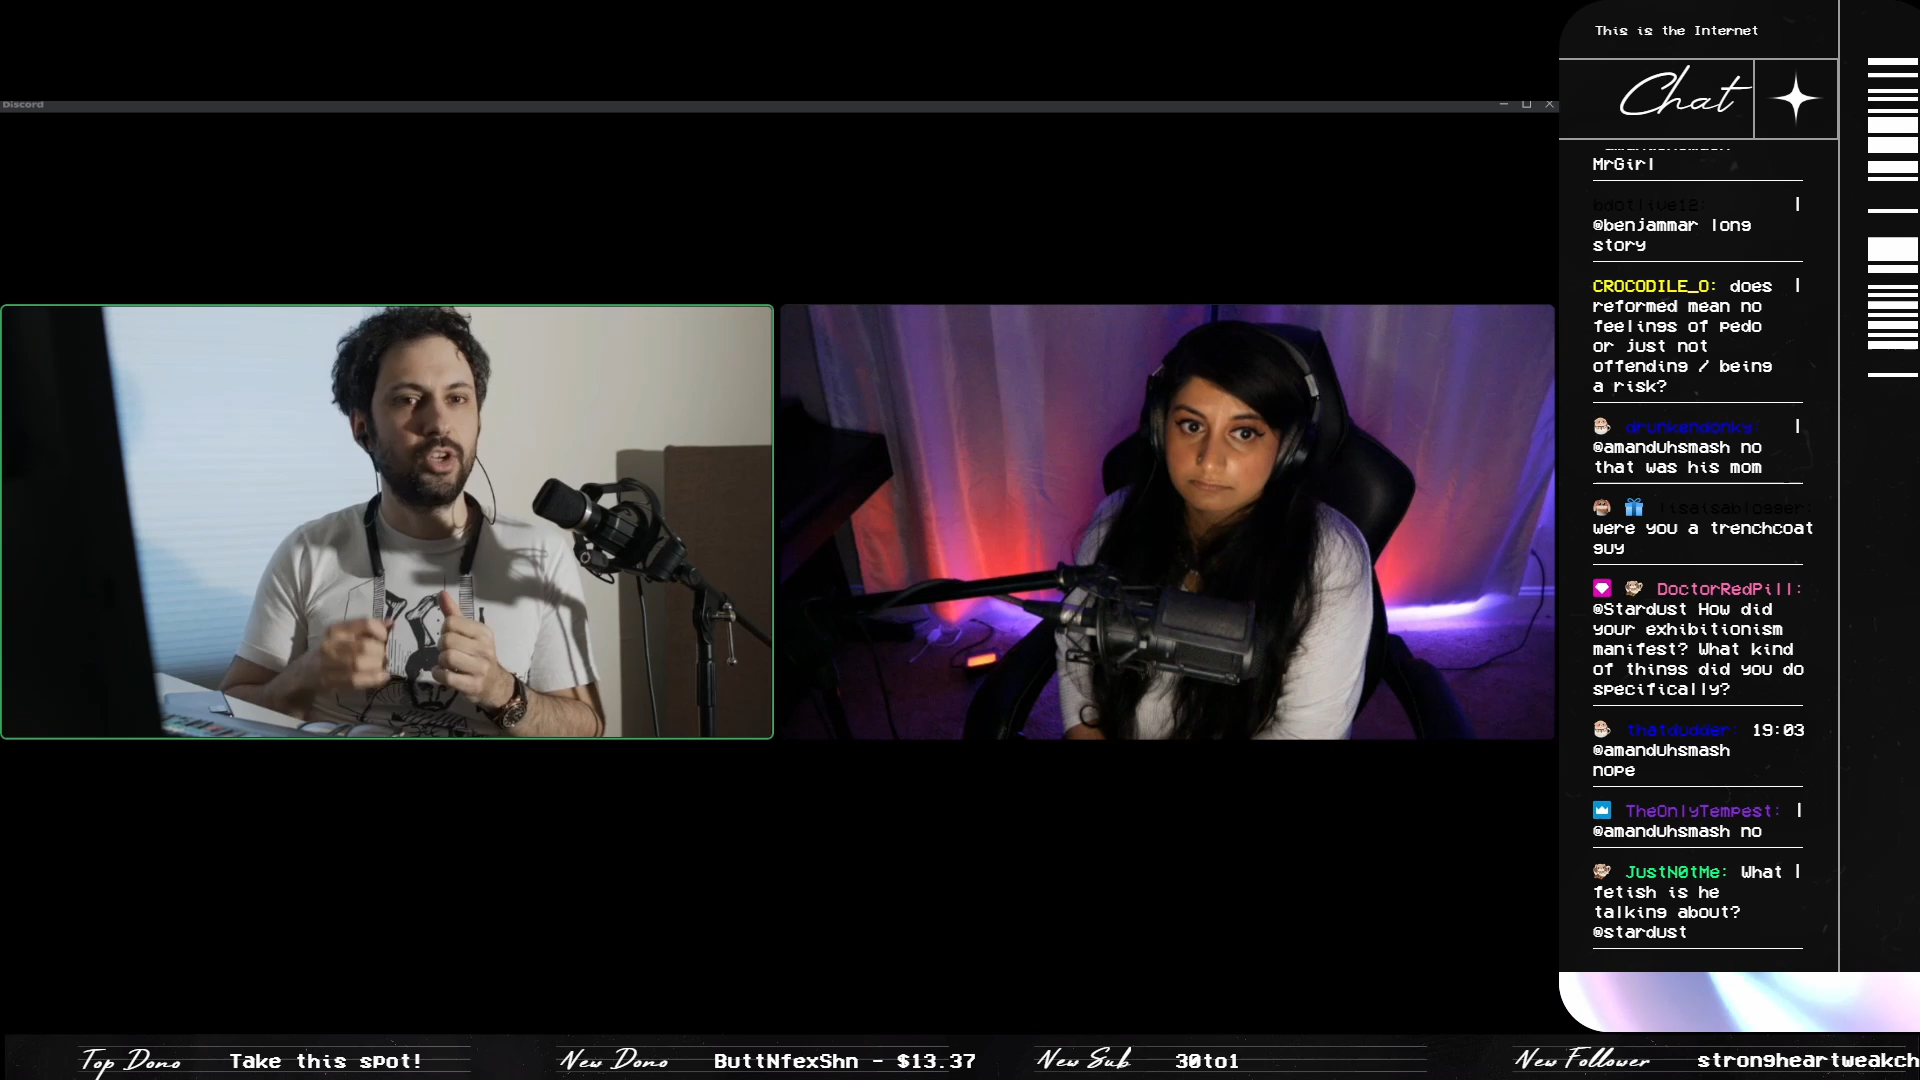 This is the Internet
Chat
Discord
MrGirl
bdotlive12:
@benjammar long
story
CROCODILE_O: does
reformed mean no
feelings of pedo
or just not
offending / being
a risk?
drunkendonky:
@amanduhsmash no
that was his mom
lisaisablogger:
were you a trenchcoat
guy
DoctorRedPill:
@Stardust How did
your exhibitionism
manifest? What kind
of things did you do
specifically?
thatdudder: 19:03
@amanduhsmash
nope
TheOnlyTempest:
@amanduhsmash no
JustN0tMe: What
fetish is he
talking about?
@stardust
Top Dono Take this spot!
New Dono ButtNfexShn - $13.37
New Sub 30to1
New Follower strongheartweakch